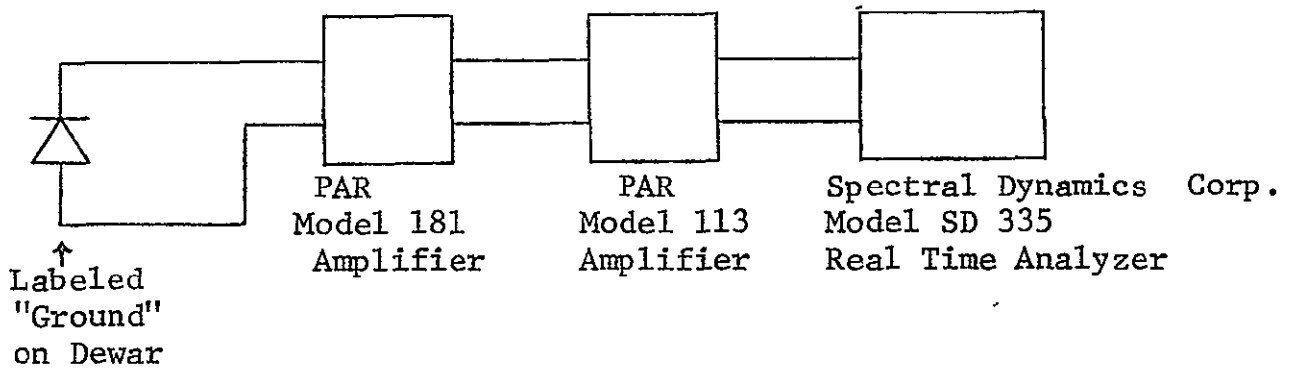 PAR
Model 181
Amplifier
PAR
Model 113
Amplifier
Spectral Dynamics Corp.
Model SD 335
Real Time Analyzer
Labeled
"Ground"
on Dewar